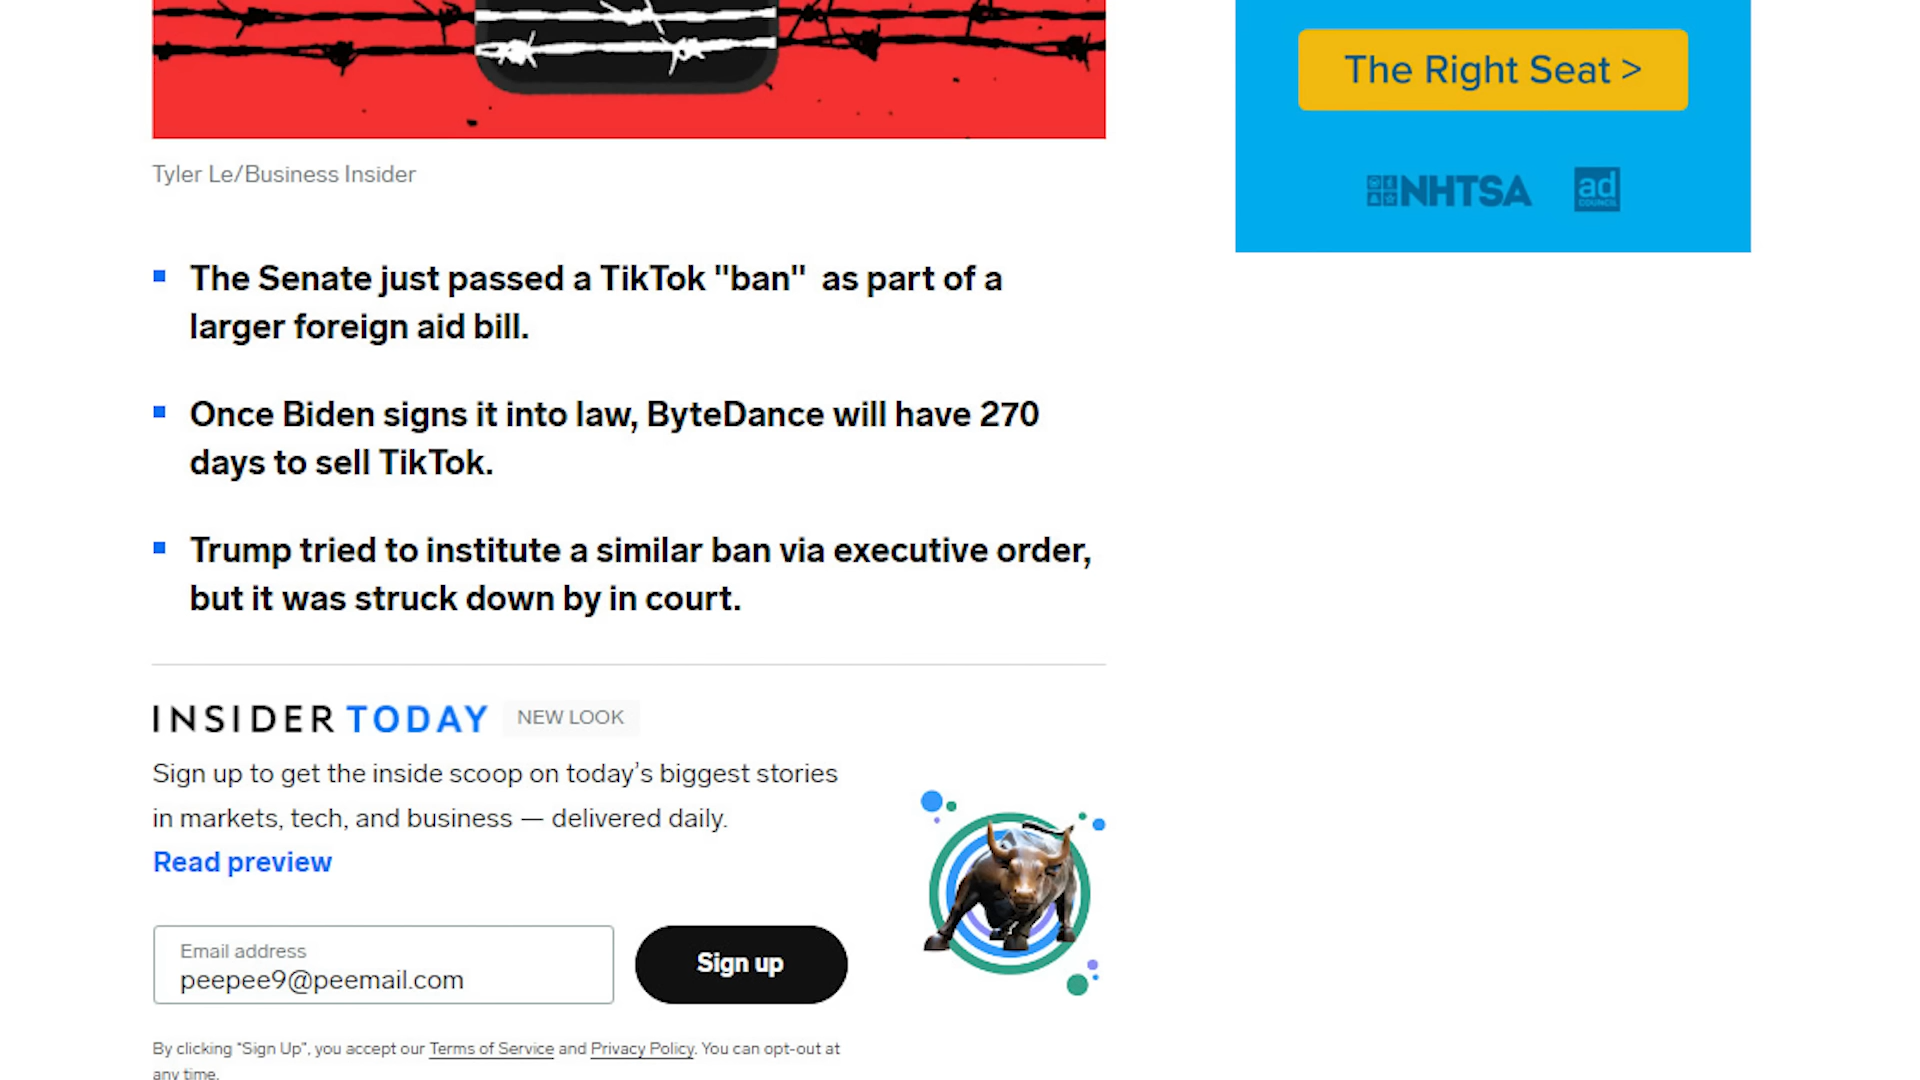 The Right Seat >
NHTSA
ad
COUNCIL
Tyler Le/Business Insider
The Senate just passed a TikTok "ban"  as part of a
larger foreign aid bill.
Once Biden signs it into law, ByteDance will have 270
days to sell TikTok.
Trump tried to institute a similar ban via executive order,
but it was struck down by in court.
INSIDER TODAY NEW LOOK
Sign up to get the inside scoop on today’s biggest stories
in markets, tech, and business — delivered daily.
Read preview
Email address
peepee9@peemail.com
Sign up
By clicking “Sign Up”, you accept our Terms of Service and Privacy Policy. You can opt-out at
any time.